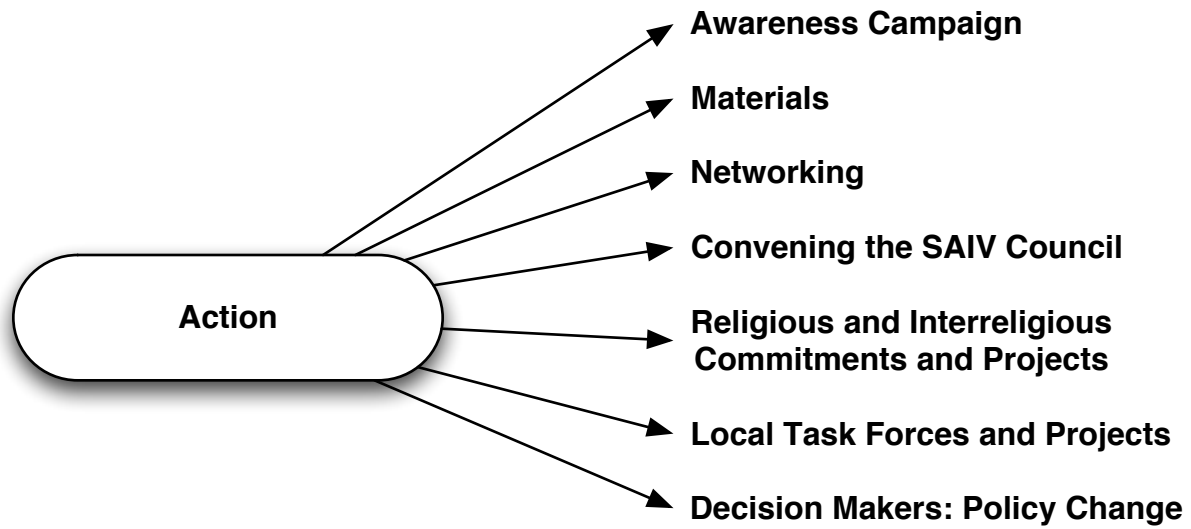 Awareness Campaign
Materials
Networking
Convening the SAIV Council
Action
Religious and Interreligious
Commitments and Projects
Local Task Forces and Projects
Decision Makers: Policy Change